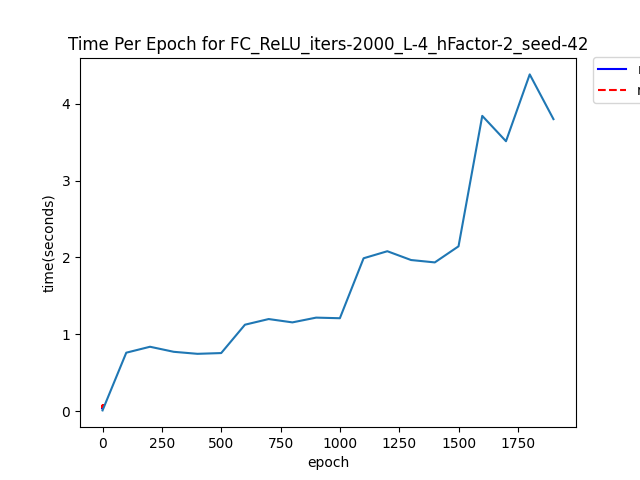 Time Per Epoch for FC_ReLU_iters-2000_L-4_hFactor-2_seed-42
4
3
2
1
0
time(seconds)
0 250 500 750 1000 1250 1500 1750
epoch